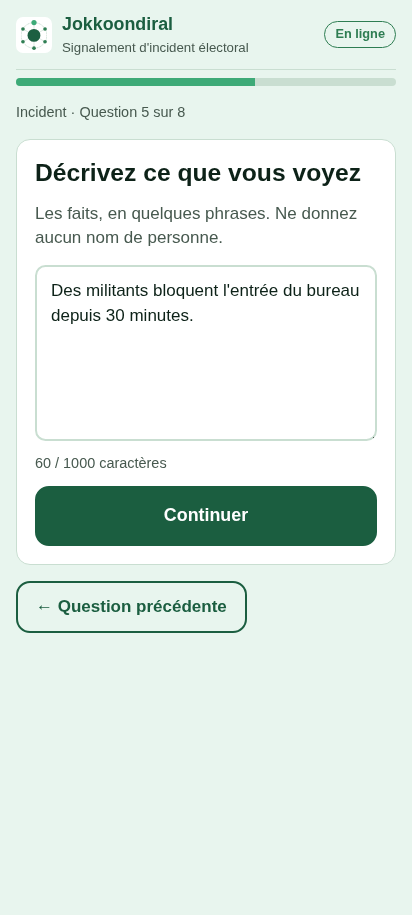 Jokkoondiral
Signalement d'incident électoral
En ligne
Incident · Question 5 sur 8
Décrivez ce que vous voyez
Les faits, en quelques phrases. Ne donnez
aucun nom de personne.
Des militants bloquent l'entrée du bureau
depuis 30 minutes.
60 / 1000 caractères
Continuer
← Question précédente